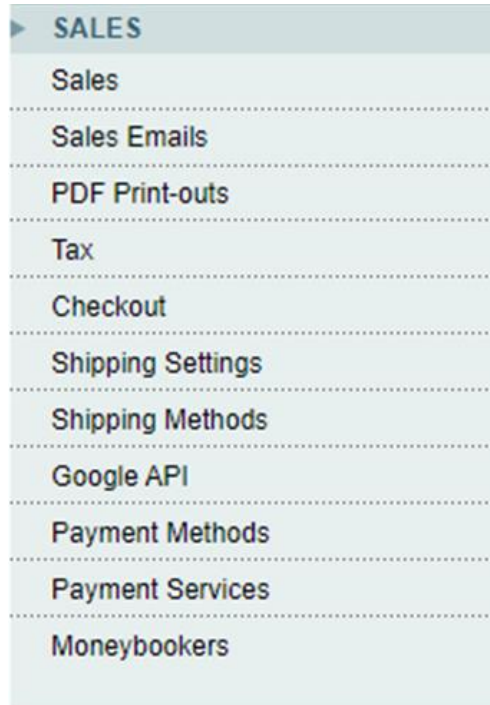 SALES
Sales
Sales Emails
PDF Print-outs
Tax
Checkout
Shipping Settings
Shipping Methods
Google API
Payment Methods
Payment Services
Moneybookers